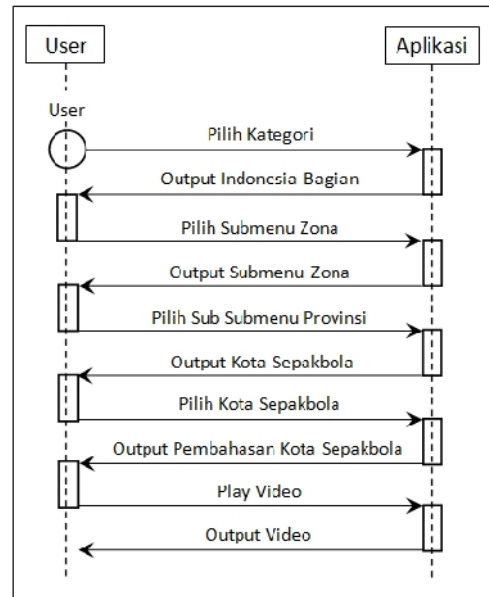 User
Aplikasi
User
Pilih Kategori
Output Indonesia Bagian
Pilih Submenu Zona
Output Submenu Zona
Pilih Sub Submenu Provinsi
Output Kota Sepakbola
Pilih Kota Sepakbola
Output Pembahasan Kota Sepakbola
Play Video
Output Video